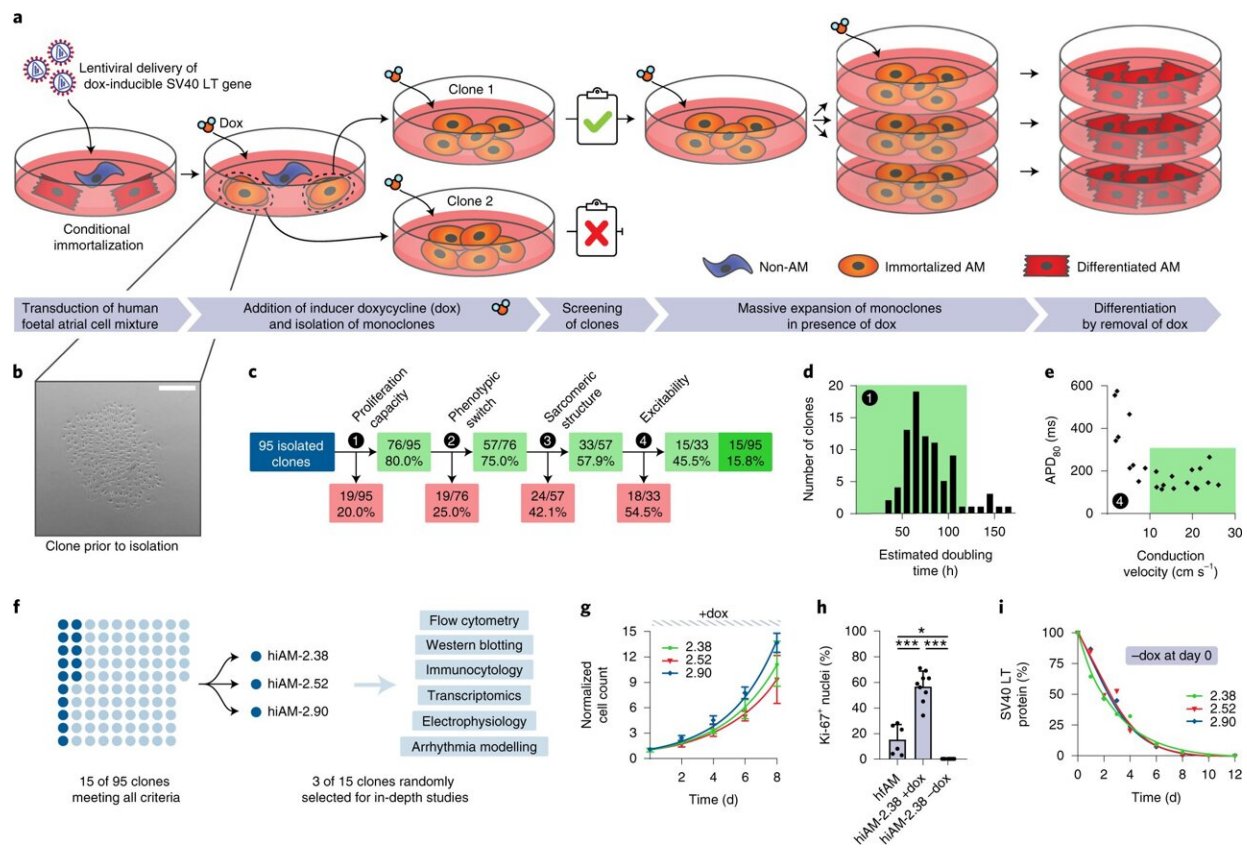 a
Lentiviral delivery of
dox-inducible SV40 LT gene
Dox
Clone 1
Clone 2
Conditional
immortalization
Non-AM
Immortalized AM
Differentiated AM
Transduction of human
foetal atrial cell mixture
Addition of inducer doxycycline (dox)
and isolation of monoclones
Screening
of clones
Massive expansion of monoclones
in presence of dox
Differentiation
by removal of dox
b
Clone prior to isolation
c
Proliferation
capacity
Phenotypic
switch
Sarcomeric
structure
Excitability
95 isolated
clones
1
76/95
80.0%
2
57/76
75.0%
3
33/57
57.9%
4
15/33
45.5%
15/95
15.8%
19/95
20.0%
19/76
25.0%
24/57
42.1%
18/33
54.5%
d
1
Number of clones
20
15
10
5
0
50
100
150
Estimated doubling
time (h)
e
4
APD80
(ms)
600
400
200
0
0
10
20
30
Conduction
velocity (cm s−1)
f
hiAM-2.38
hiAM-2.52
hiAM-2.90
Flow cytometry
Western blotting
Immunocytology
Transcriptomics
Electrophysiology
Arrhythmia modelling
15 of 95 clones
meeting all criteria
3 of 15 clones randomly
selected for in-depth studies
g
+dox
Normalized
cell count
15
12
9
6
3
0
2.38
2.52
2.90
2
4
6
8
Time (d)
h
Ki-67+ nuclei (%)
100
80
60
40
20
0
*
*** ***
hfAM
hiAM-2.38 +dox
hiAM-2.38 −dox
i
SV40 LT
protein (%)
100
75
50
25
0
−dox at day 0
2.38
2.52
2.90
0
2
4
6
8
10
12
Time (d)